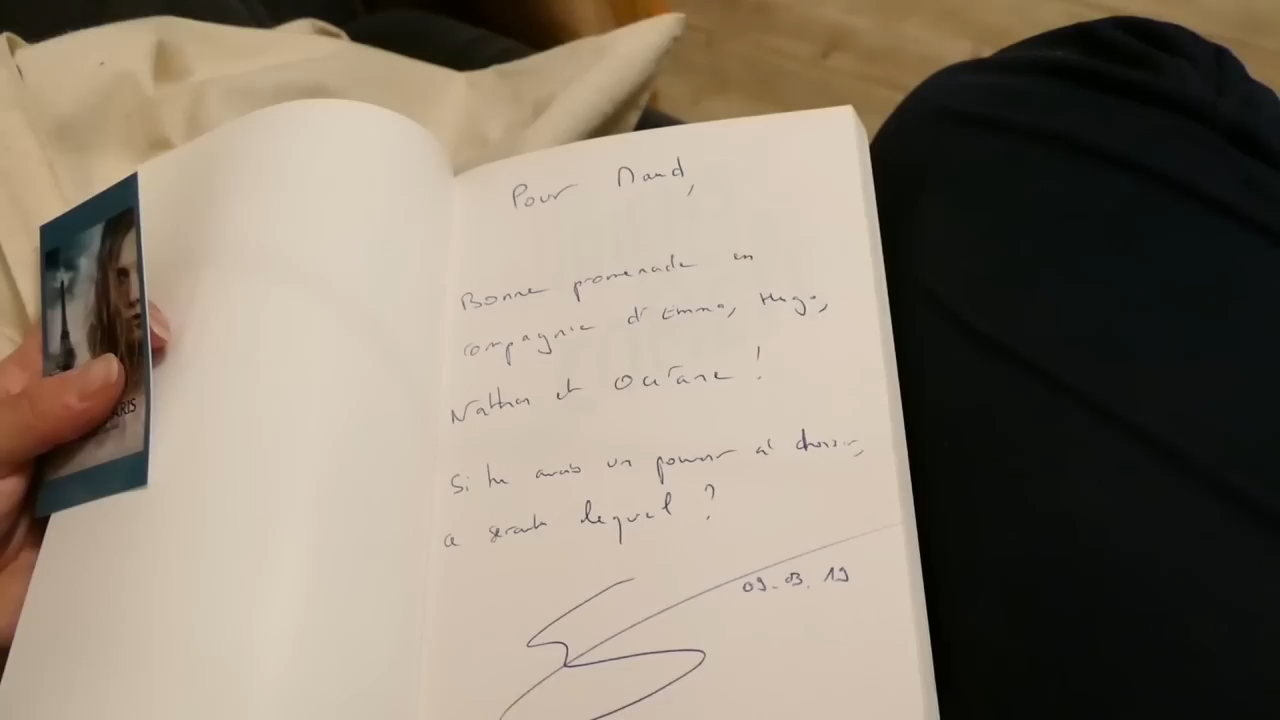 ARIS
Pour Maud,
Bonne promenade en
compagnie d'Emma, Hugo,
Nathan et Océane !
Si tu avais un pouvoir à choisir,
ce serait lequel ?
09.03.19